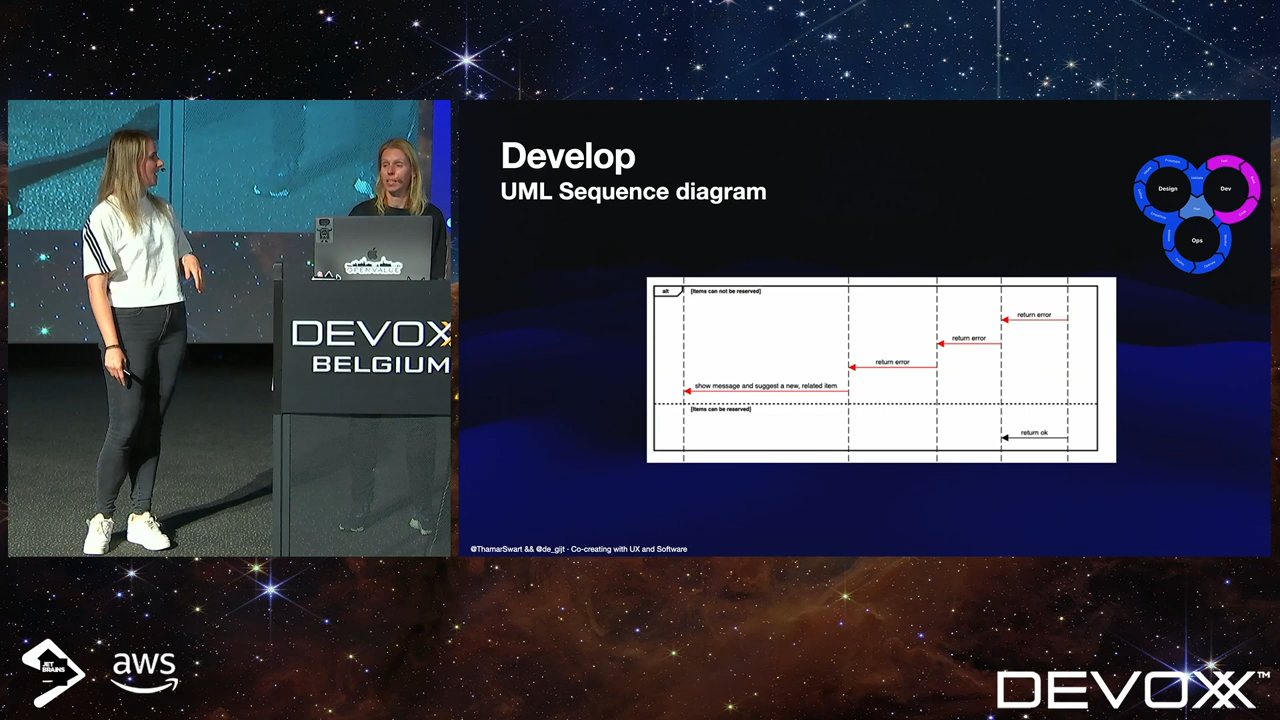 Develop
UML Sequence diagram
Design
Dev
Ops
alt
[Items can not be reserved]
return error
return error
return error
show message and suggest a new, related item
[Items can be reserved]
return ok
@ThamarSwart && @de_gijt · Co-creating with UX and Software
OPENVALUE
DEVOX
BELGIUM
JET
BRAINS
aws
DEVOXX™